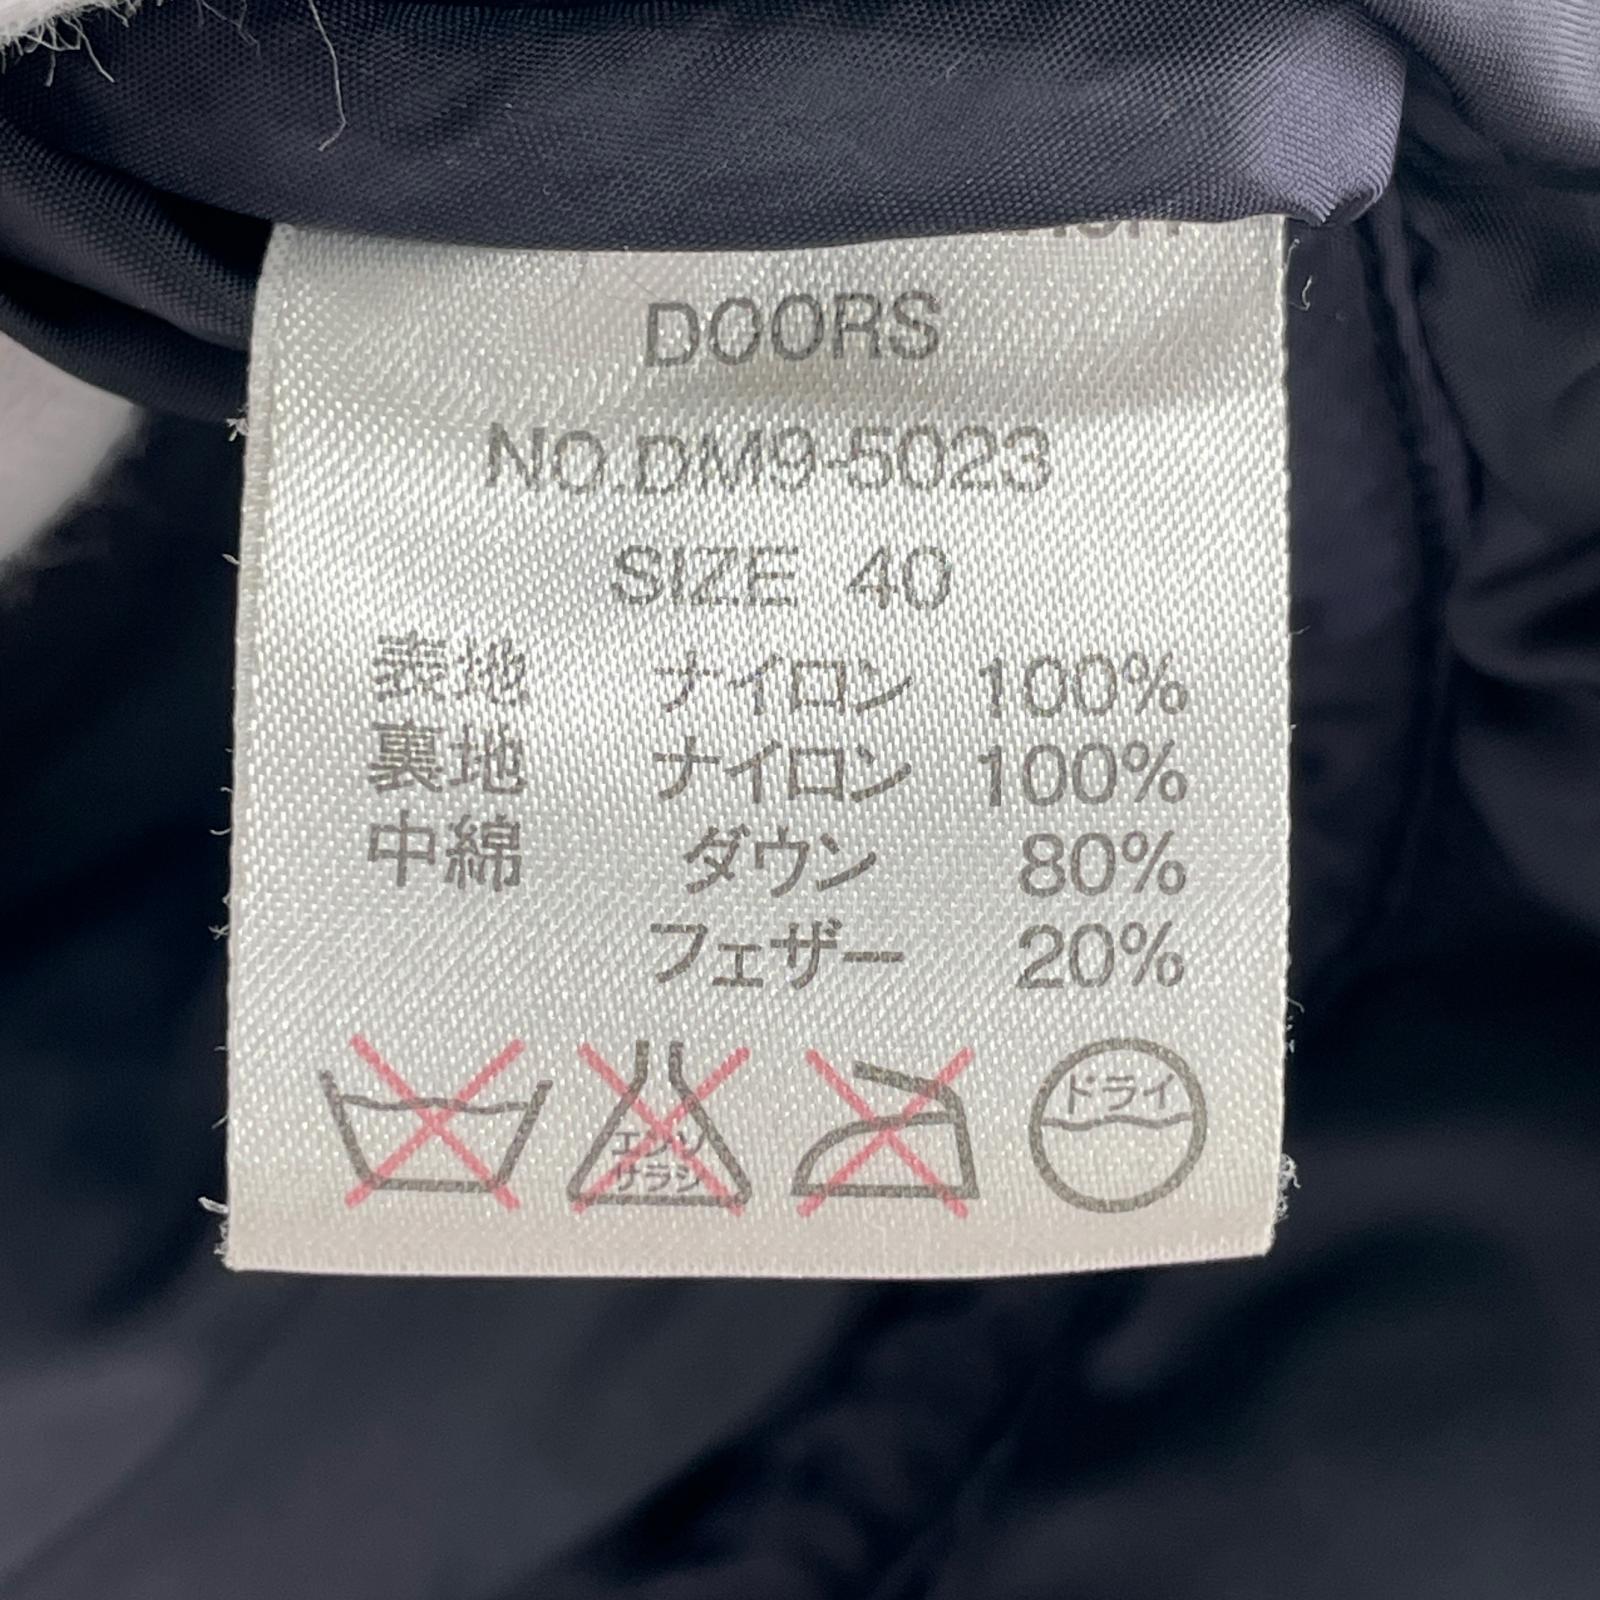 DOORS
NO.DM9-5023
SIZE 40
表地 ナイロン 100%
裏地 ナイロン 100%
中綿 ダウン 80%
フェザー 20%
エンソ
サラシ
ドライ